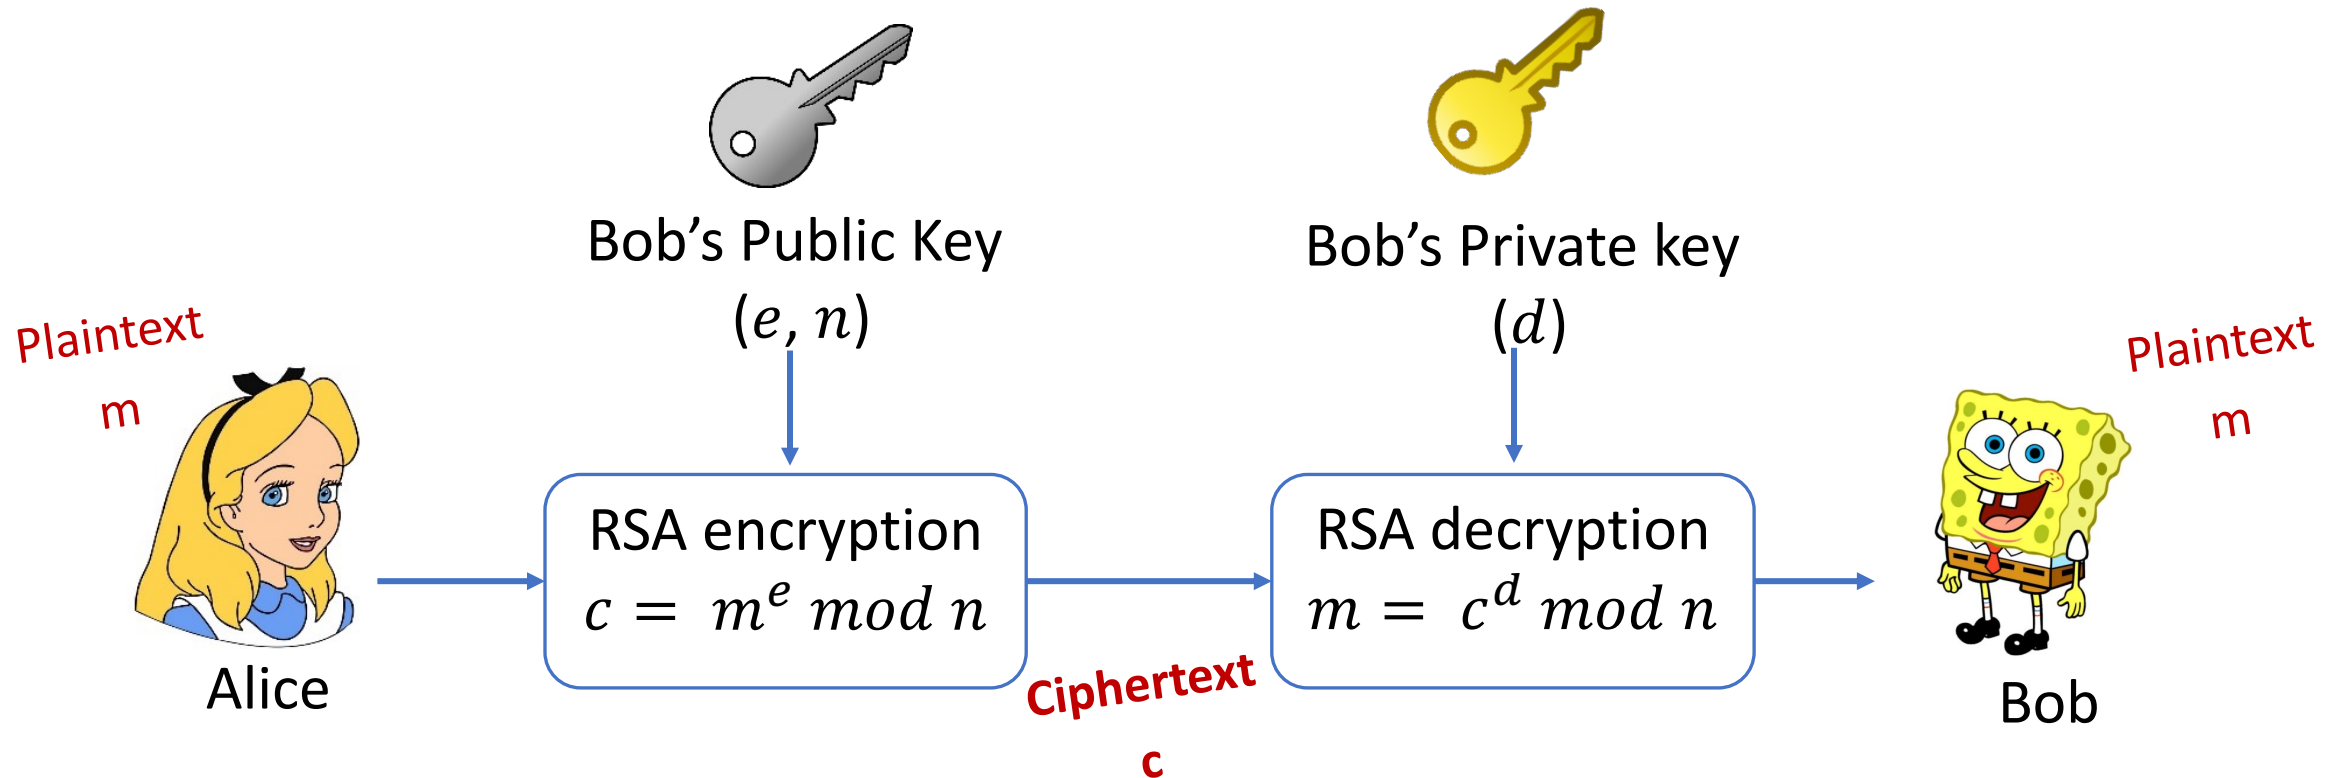 Bob’s Public Key
(e, n)
Bob’s Private key
(d)
Plaintext
m
Plaintext
m
RSA encryption
c = m^e mod n
RSA decryption
m = c^d mod n
Alice
Ciphertext
c
Bob